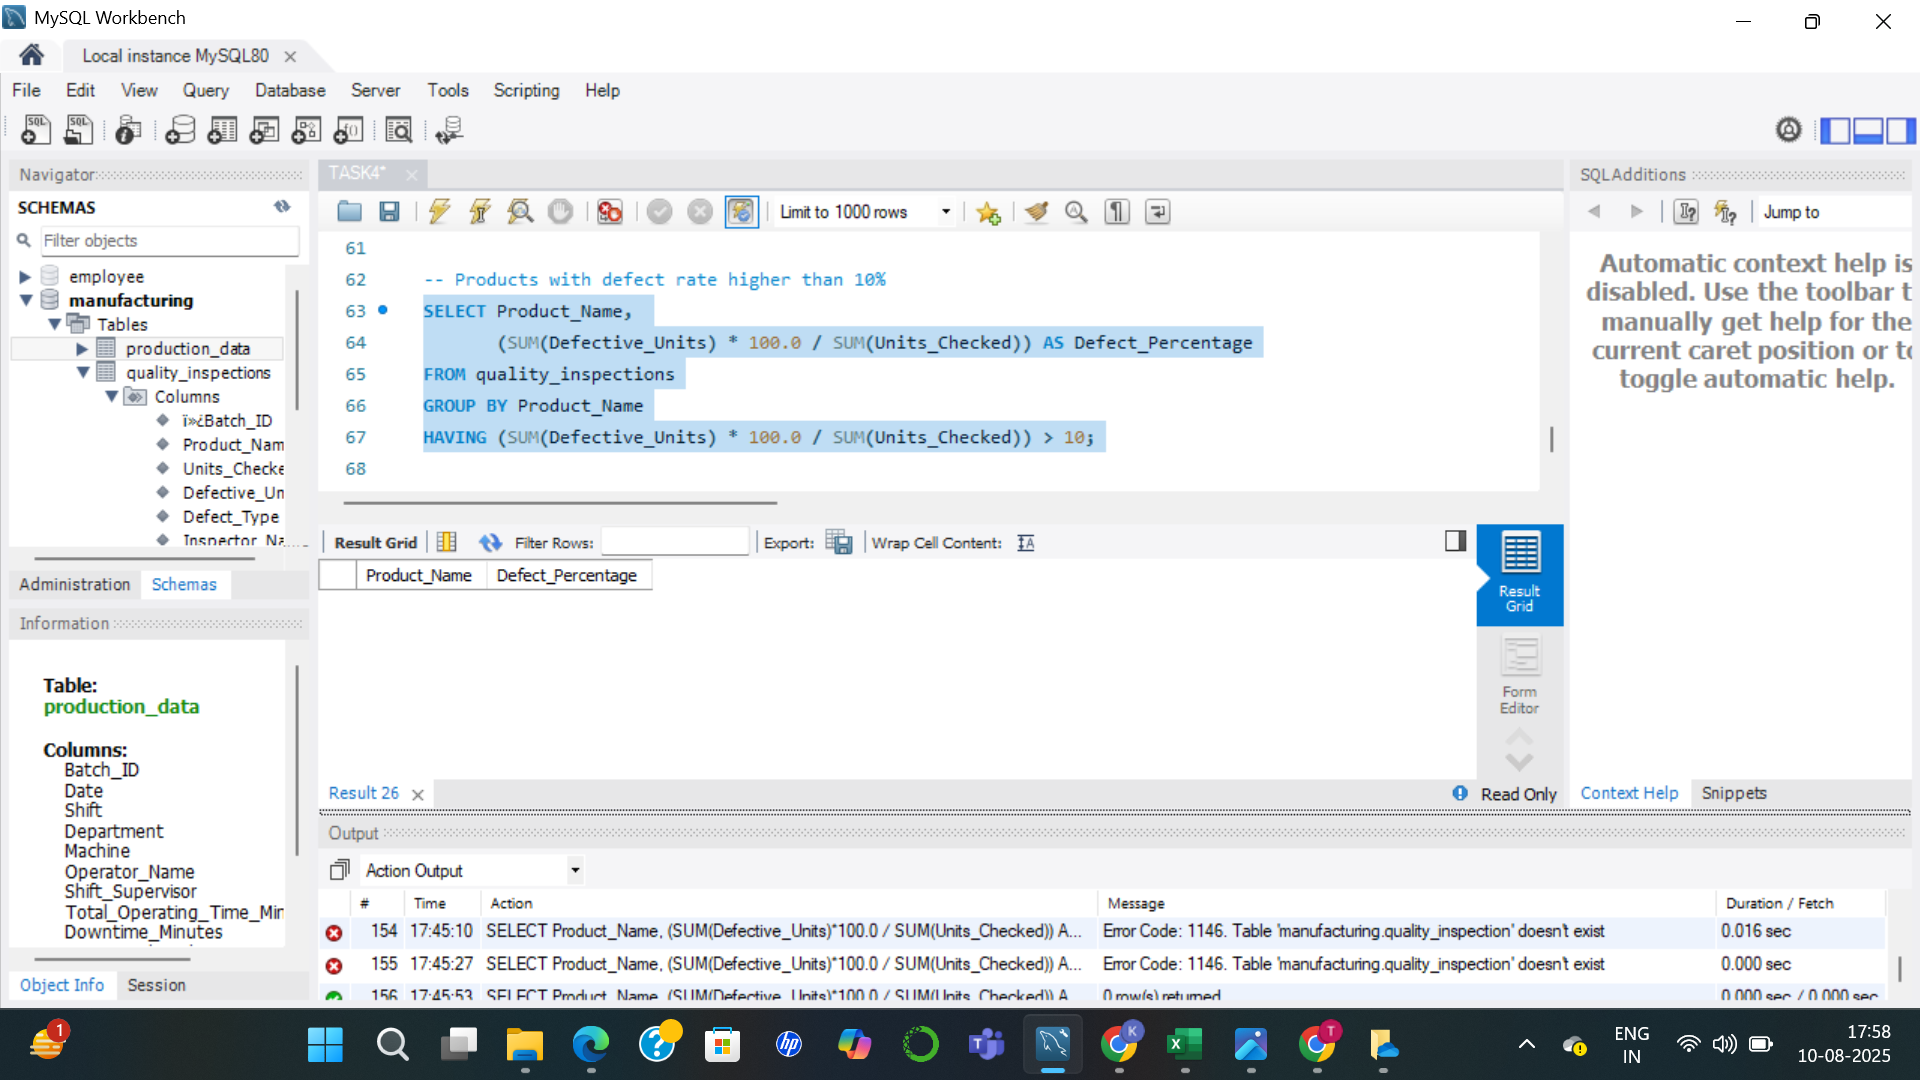 MySQL Workbench
Local instance MySQL80
File Edit View Query Database Server Tools Scripting Help
Navigator
SCHEMAS
Filter objects
employee
manufacturing
Tables
production_data
quality_inspections
Columns
ï»¿Batch_ID
Product_Nam
Units_Checke
Defective_Un
Defect_Type
Inspector_Na...
Administration Schemas
Information
Table:
production_data
Columns:
Batch_ID
Date
Shift
Department
Machine
Operator_Name
Shift_Supervisor
Total_Operating_Time_Min
Downtime_Minutes
Object Info Session
TASK4*
Limit to 1000 rows
61
62 -- Products with defect rate higher than 10%
63 SELECT Product_Name,
64 (SUM(Defective_Units) * 100.0 / SUM(Units_Checked)) AS Defect_Percentage
65 FROM quality_inspections
66 GROUP BY Product_Name
67 HAVING (SUM(Defective_Units) * 100.0 / SUM(Units_Checked)) > 10;
68
Result Grid Filter Rows: Export: Wrap Cell Content:
Product_Name Defect_Percentage
Result
Grid
Form
Editor
Result 26
Read Only
SQLAdditions
Jump to
Automatic context help is
disabled. Use the toolbar t
manually get help for the
current caret position or to
toggle automatic help.
Context Help Snippets
Output
Action Output
# Time Action Message Duration / Fetch
154 17:45:10 SELECT Product_Name, (SUM(Defective_Units)*100.0 / SUM(Units_Checked)) A... Error Code: 1146. Table 'manufacturing.quality_inspection' doesn't exist 0.016 sec
155 17:45:27 SELECT Product_Name, (SUM(Defective_Units)*100.0 / SUM(Units_Checked)) A... Error Code: 1146. Table 'manufacturing.quality_inspection' doesn't exist 0.000 sec
156 17:45:53 SELECT Product_Name, (SUM(Defective_Units)*100.0 / SUM(Units_Checked)) A... 0 row(s) returned 0.000 sec / 0.000 sec
1
hp
K
T
ENG
IN
17:58
10-08-2025